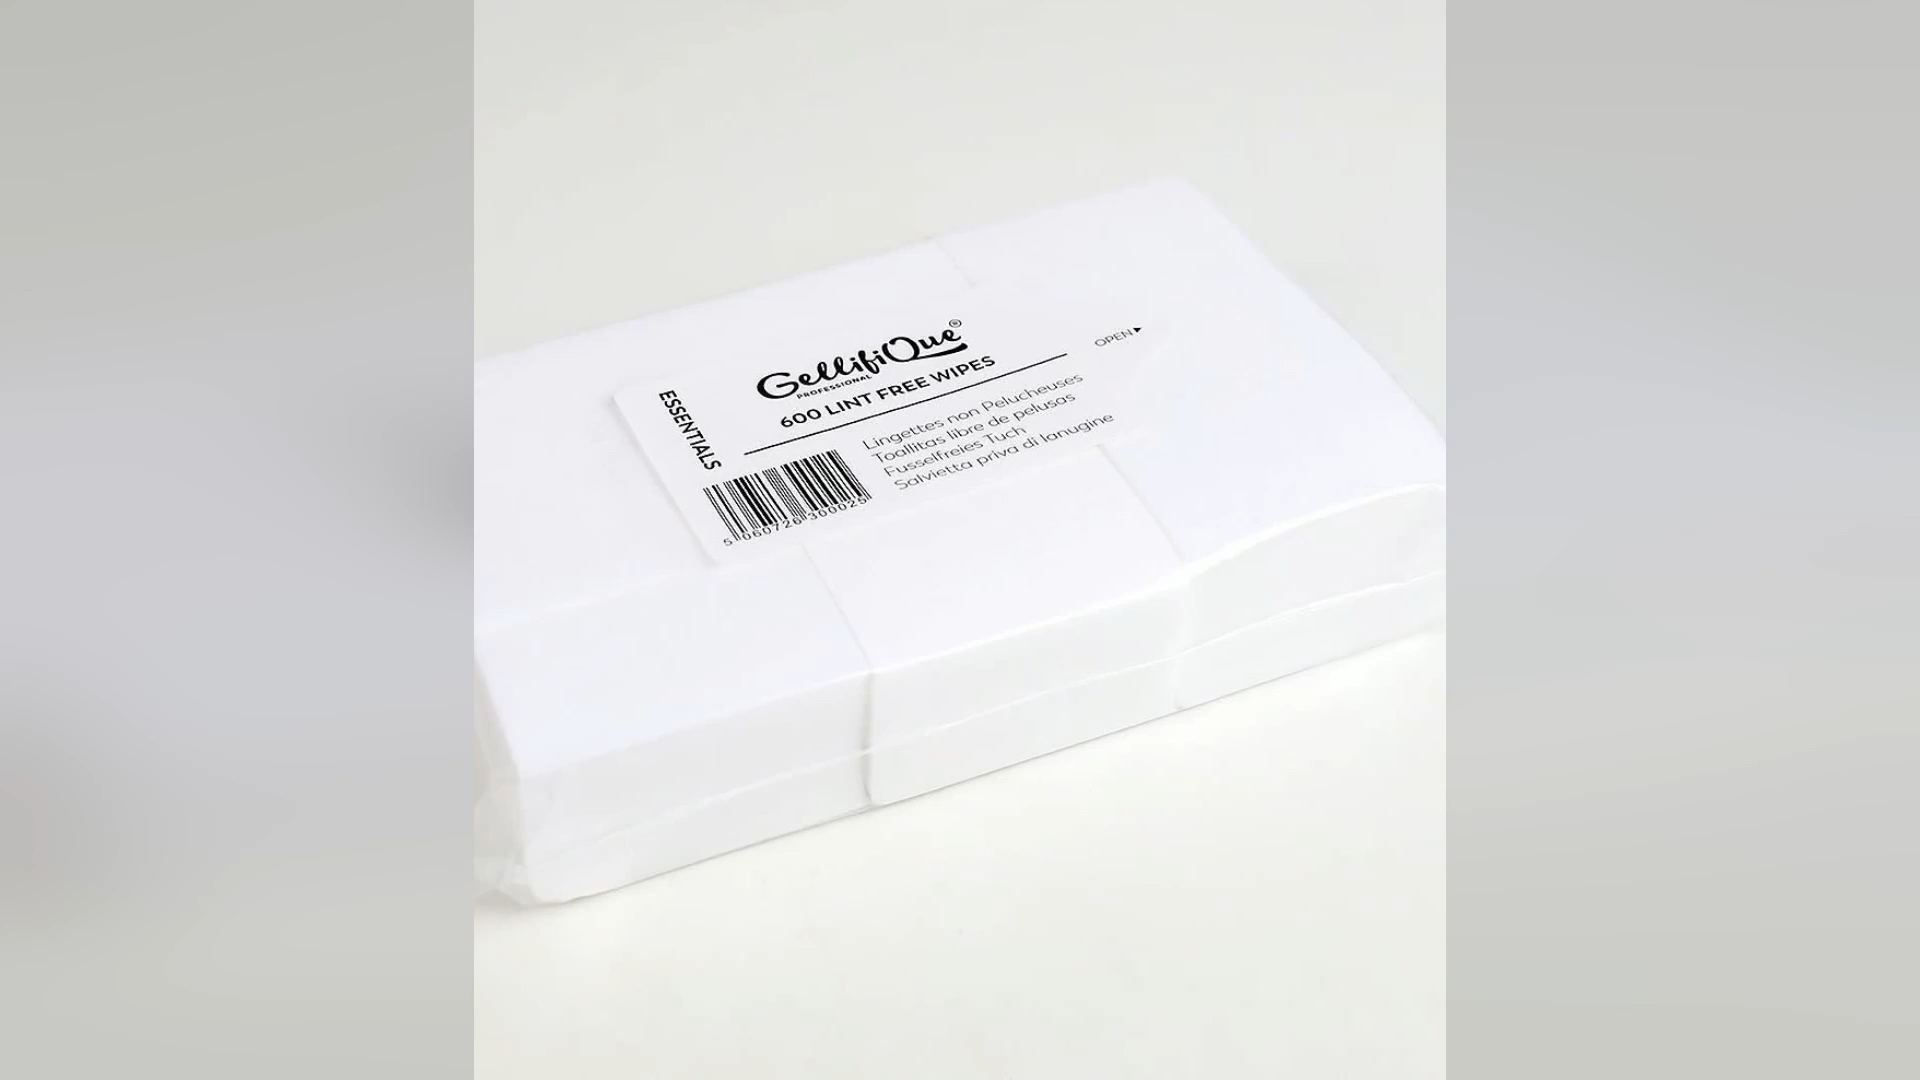 GellifiQue®
PROFESSIONAL
600 LINT FREE WIPES
OPEN
ESSENTIALS
Lingettes non Pelucheuses
Toallitas libre de pelusas
Fusselfreies Tuch
Salvietta priva di lanugine
5 060726 300025